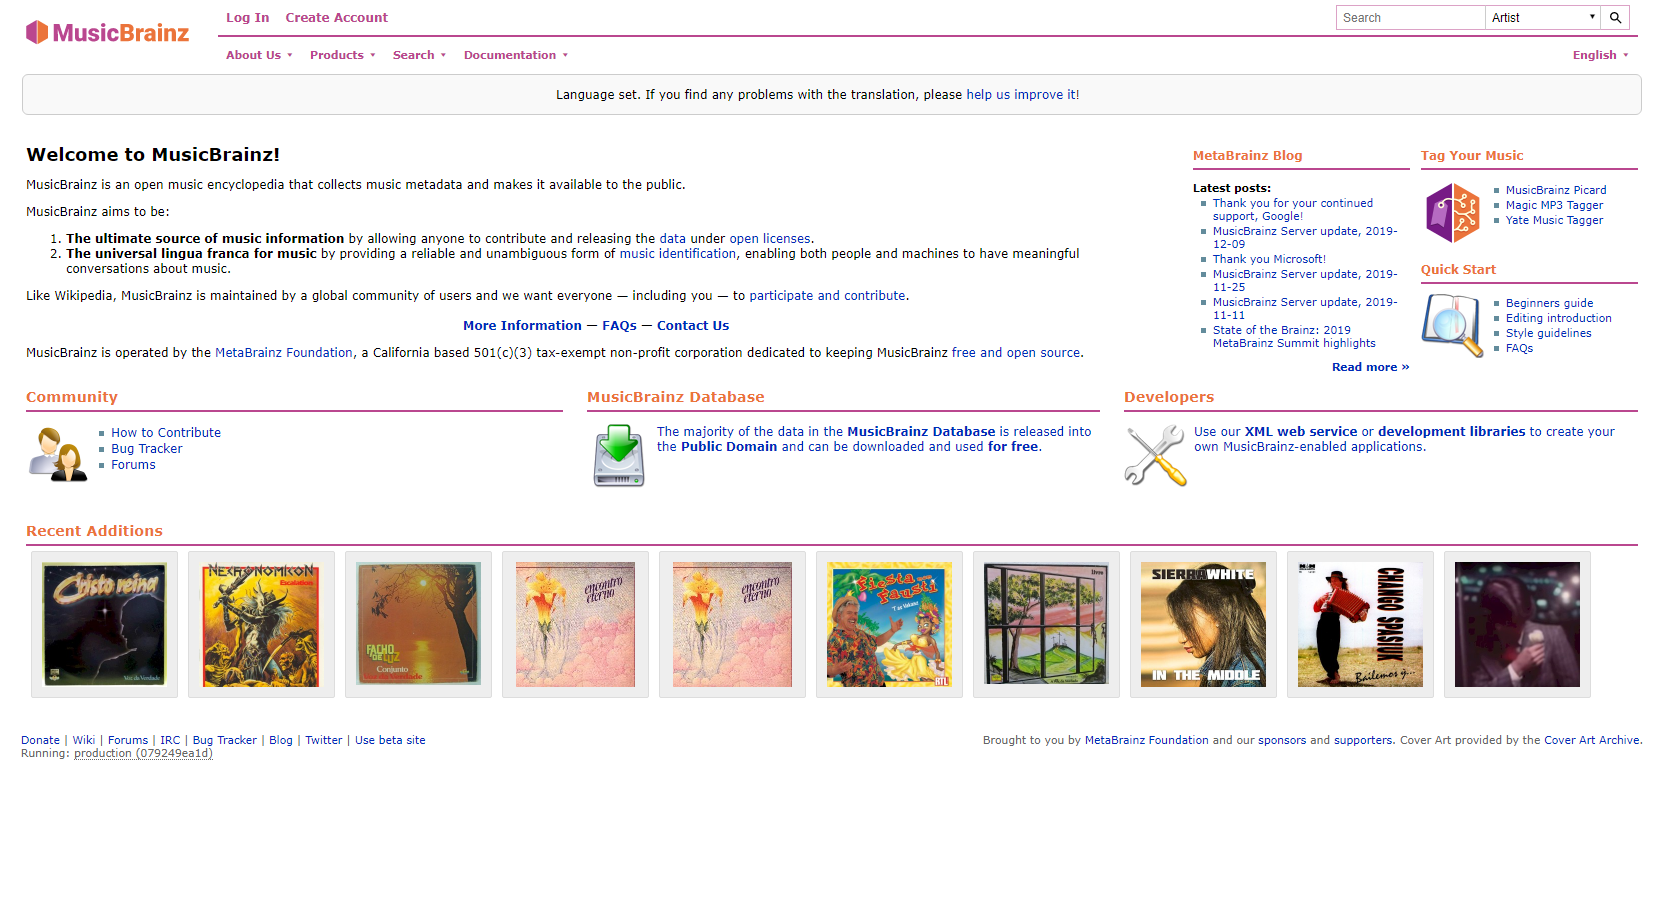 MusicBrainz
Log In Create Account
Search Artist
About Us Products Search Documentation
English
Language set. If you find any problems with the translation, please help us improve it!
Welcome to MusicBrainz!
MusicBrainz is an open music encyclopedia that collects music metadata and makes it available to the public.
MusicBrainz aims to be:
1. The ultimate source of music information by allowing anyone to contribute and releasing the data under open licenses.
2. The universal lingua franca for music by providing a reliable and unambiguous form of music identification, enabling both people and machines to have meaningful
conversations about music.
Like Wikipedia, MusicBrainz is maintained by a global community of users and we want everyone — including you — to participate and contribute.
More Information — FAQs — Contact Us
MusicBrainz is operated by the MetaBrainz Foundation, a California based 501(c)(3) tax-exempt non-profit corporation dedicated to keeping MusicBrainz free and open source.
MetaBrainz Blog
Latest posts:
Thank you for your continued
support, Google!
MusicBrainz Server update, 2019-
12-09
Thank you Microsoft!
MusicBrainz Server update, 2019-
11-25
MusicBrainz Server update, 2019-
11-11
State of the Brainz: 2019
MetaBrainz Summit highlights
Read more »
Tag Your Music
MusicBrainz Picard
Magic MP3 Tagger
Yate Music Tagger
Quick Start
Beginners guide
Editing introduction
Style guidelines
FAQs
Community
How to Contribute
Bug Tracker
Forums
MusicBrainz Database
The majority of the data in the MusicBrainz Database is released into
the Public Domain and can be downloaded and used for free.
Developers
Use our XML web service or development libraries to create your
own MusicBrainz-enabled applications.
Recent Additions
Cristo reina
Voz da Verdade
NECRONOMICON
Escalation
FACHO
DE LUZ
Conjunto
Voz da Verdade
encontro
eterno
encontro
eterno
Fiesta
Fausti
RTL
livre
SIERRA WHITE
IN THE MIDDLE
CHANGO SPASIUK
Bailemos y...
Donate | Wiki | Forums | IRC | Bug Tracker | Blog | Twitter | Use beta site
Running: production (079249ea1d)
Brought to you by MetaBrainz Foundation and our sponsors and supporters. Cover Art provided by the Cover Art Archive.